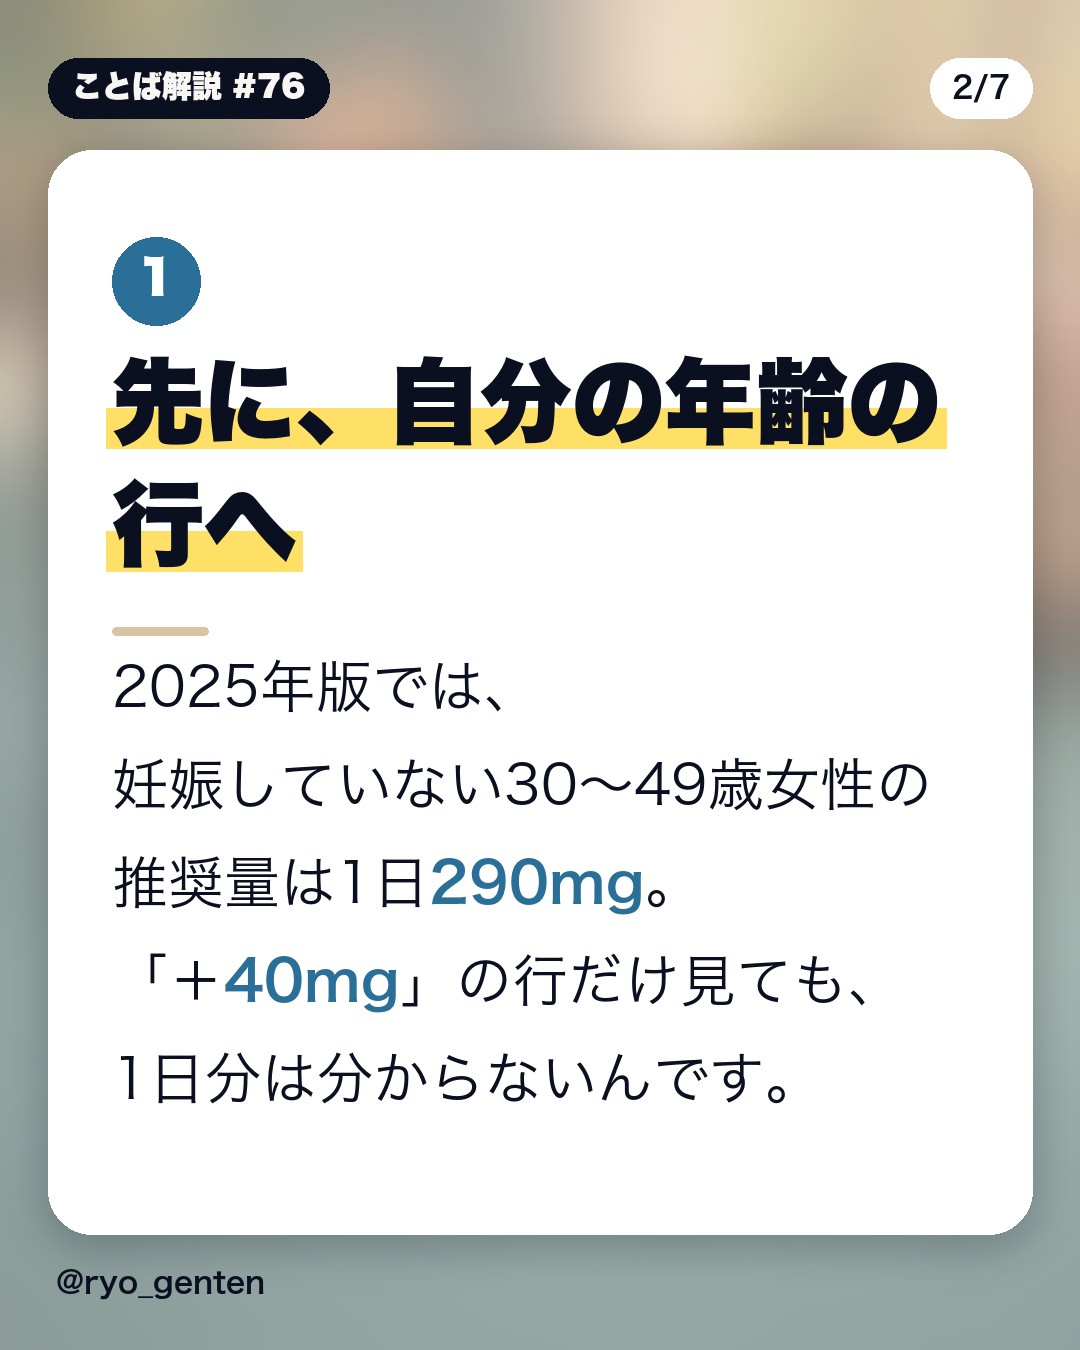 ことば解説 #76
2/7
1
先に、自分の年齢の
行へ
2025年版では、
妊娠していない30〜49歳女性の
推奨量は1日290mg。
「＋40mg」の行だけ見ても、
1日分は分からないんです。
@ryo_genten